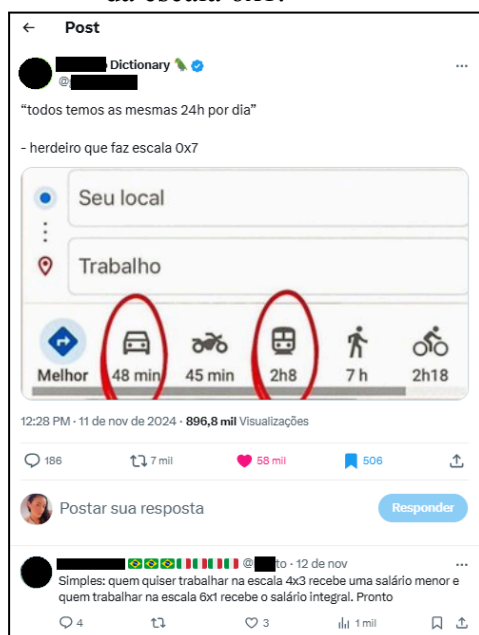 da escala 6x1.
← Post
Dictionary
@
“todos temos as mesmas 24h por dia”
- herdeiro que faz escala 0x7
Seu local
Trabalho
Melhor 48 min 45 min 2h8 7 h 2h18
12:28 PM · 11 de nov de 2024 · 896,8 mil Visualizações
186 7 mil 58 mil 506
Postar sua resposta Responder
@ to · 12 de nov
Simples: quem quiser trabalhar na escala 4x3 recebe uma salário menor e
quem trabalhar na escala 6x1 recebe o salário integral. Pronto
4 3 1 mil